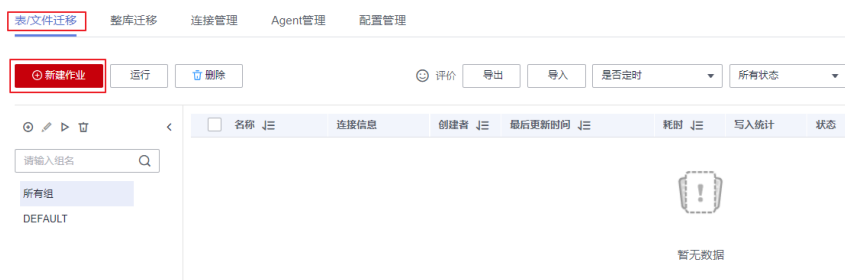 表/文件迁移 整库迁移 连接管理 Agent管理 配置管理
新建作业 运行 删除 评价 导出 导入 是否定时 所有状态
名称 连接信息 创建者 最后更新时间 耗时 写入统计 状态
请输入组名
所有组
DEFAULT
暂无数据